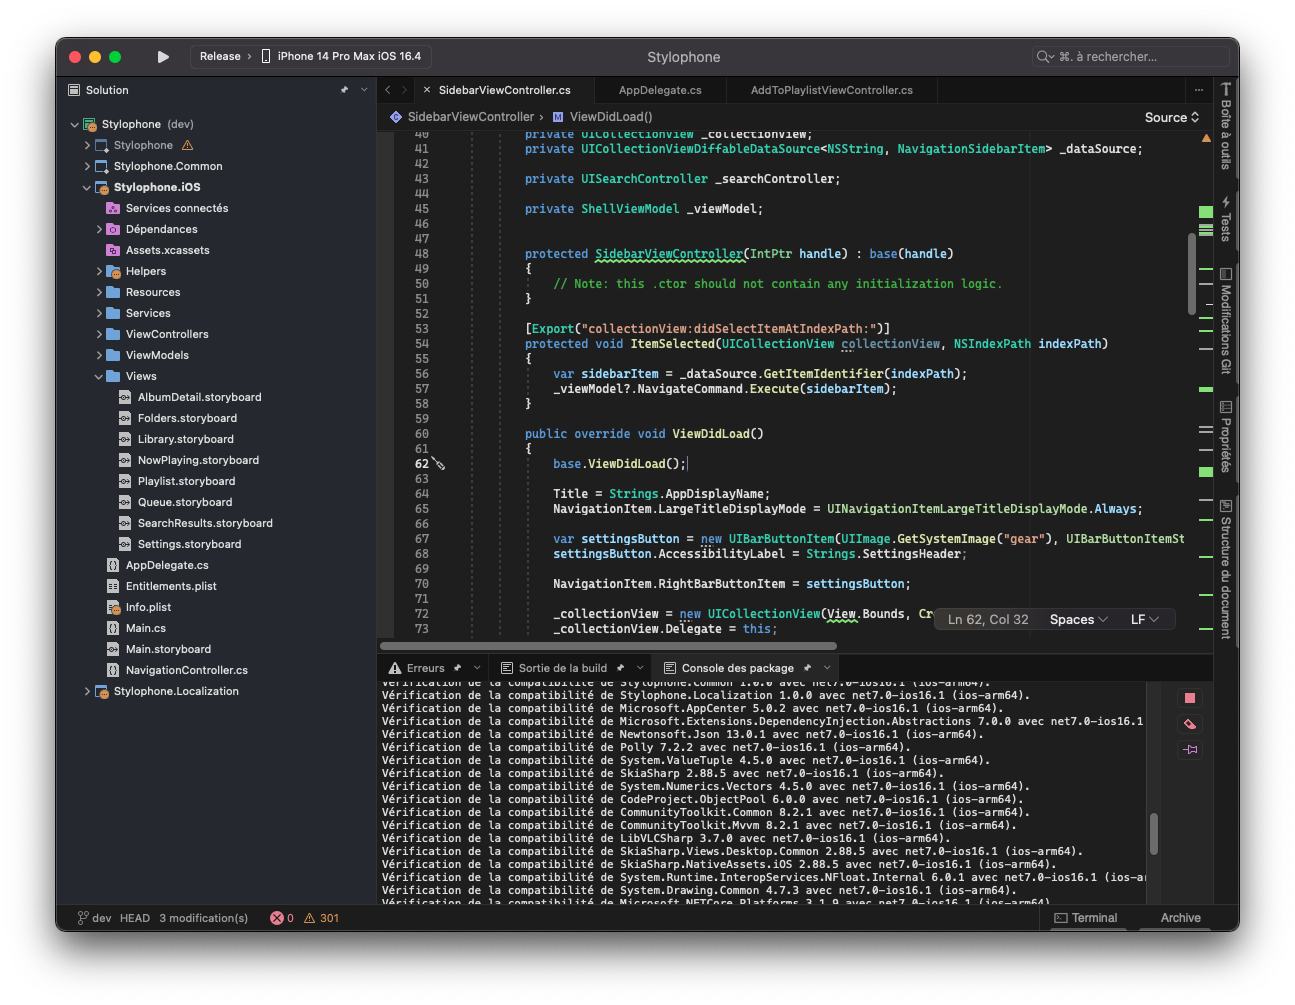 Release › iPhone 14 Pro Max iOS 16.4
Stylophone
⌘. à rechercher...
Solution
Stylophone (dev)
Stylophone
Stylophone.Common
Stylophone.iOS
Services connectés
Dépendances
Assets.xcassets
Helpers
Resources
Services
ViewControllers
ViewModels
Views
AlbumDetail.storyboard
Folders.storyboard
Library.storyboard
NowPlaying.storyboard
Playlist.storyboard
Queue.storyboard
SearchResults.storyboard
Settings.storyboard
AppDelegate.cs
Entitlements.plist
Info.plist
Main.cs
Main.storyboard
NavigationController.cs
Stylophone.Localization
SidebarViewController.cs
AppDelegate.cs
AddToPlaylistViewController.cs
SidebarViewController › ViewDidLoad()
Source
40 private UICollectionView _collectionView;
41 private UICollectionViewDiffableDataSource<NSString, NavigationSidebarItem> _dataSource;
42
43 private UISearchController _searchController;
44
45 private ShellViewModel _viewModel;
46
47
48 protected SidebarViewController(IntPtr handle) : base(handle)
49 {
50 // Note: this .ctor should not contain any initialization logic.
51 }
52
53 [Export("collectionView:didSelectItemAtIndexPath:")]
54 protected void ItemSelected(UICollectionView collectionView, NSIndexPath indexPath)
55 {
56 var sidebarItem = _dataSource.GetItemIdentifier(indexPath);
57 _viewModel?.NavigateCommand.Execute(sidebarItem);
58 }
59
60 public override void ViewDidLoad()
61 {
62 base.ViewDidLoad();
63
64 Title = Strings.AppDisplayName;
65 NavigationItem.LargeTitleDisplayMode = UINavigationItemLargeTitleDisplayMode.Always;
66
67 var settingsButton = new UIBarButtonItem(UIImage.GetSystemImage("gear"), UIBarButtonItemSt
68 settingsButton.AccessibilityLabel = Strings.SettingsHeader;
69
70 NavigationItem.RightBarButtonItem = settingsButton;
71
72 _collectionView = new UICollectionView(View.Bounds, Cr
73 _collectionView.Delegate = this;
Ln 62, Col 32 Spaces LF
Boîte à outils
Tests
Modifications Git
Propriétés
Structure du document
Erreurs
Sortie de la build
Console des package
Vérification de la compatibilité de Stylophone.Common 1.0.0 avec net7.0-ios16.1 (ios-arm64).
Vérification de la compatibilité de Stylophone.Localization 1.0.0 avec net7.0-ios16.1 (ios-arm64).
Vérification de la compatibilité de Microsoft.AppCenter 5.0.2 avec net7.0-ios16.1 (ios-arm64).
Vérification de la compatibilité de Microsoft.Extensions.DependencyInjection.Abstractions 7.0.0 avec net7.0-ios16.1
Vérification de la compatibilité de Newtonsoft.Json 13.0.1 avec net7.0-ios16.1 (ios-arm64).
Vérification de la compatibilité de Polly 7.2.2 avec net7.0-ios16.1 (ios-arm64).
Vérification de la compatibilité de System.ValueTuple 4.5.0 avec net7.0-ios16.1 (ios-arm64).
Vérification de la compatibilité de SkiaSharp 2.88.5 avec net7.0-ios16.1 (ios-arm64).
Vérification de la compatibilité de System.Numerics.Vectors 4.5.0 avec net7.0-ios16.1 (ios-arm64).
Vérification de la compatibilité de CodeProject.ObjectPool 6.0.0 avec net7.0-ios16.1 (ios-arm64).
Vérification de la compatibilité de CommunityToolkit.Common 8.2.1 avec net7.0-ios16.1 (ios-arm64).
Vérification de la compatibilité de CommunityToolkit.Mvvm 8.2.1 avec net7.0-ios16.1 (ios-arm64).
Vérification de la compatibilité de LibVLCSharp 3.7.0 avec net7.0-ios16.1 (ios-arm64).
Vérification de la compatibilité de SkiaSharp.Views.Desktop.Common 2.88.5 avec net7.0-ios16.1 (ios-arm64).
Vérification de la compatibilité de SkiaSharp.NativeAssets.iOS 2.88.5 avec net7.0-ios16.1 (ios-arm64).
Vérification de la compatibilité de System.Runtime.InteropServices.NFloat.Internal 6.0.1 avec net7.0-ios16.1 (ios-ar
Vérification de la compatibilité de System.Drawing.Common 4.7.3 avec net7.0-ios16.1 (ios-arm64).
Vérification de la compatibilité de Microsoft.NETCore.Platforms 3.1.9 avec net7.0-ios16.1 (ios-arm64).
dev HEAD 3 modification(s) 0 301
Terminal
Archive